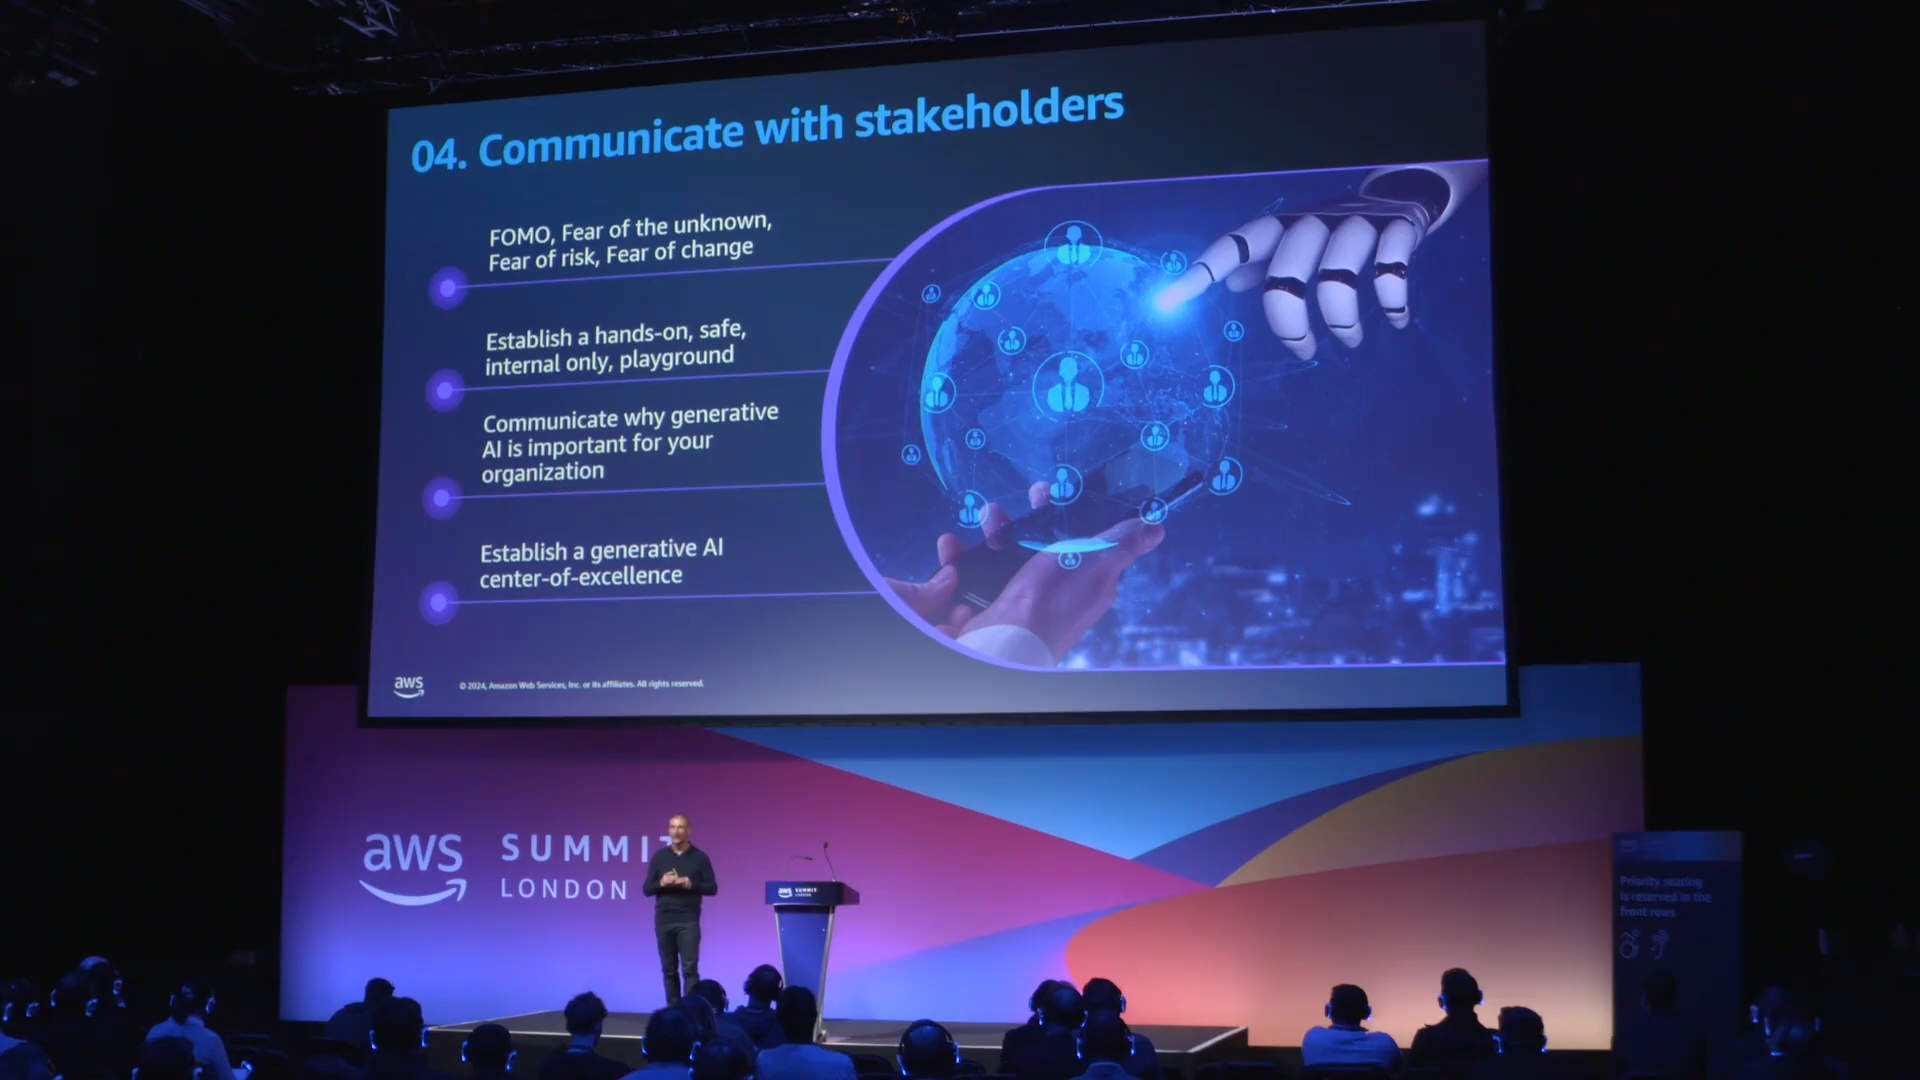 04. Communicate with stakeholders
FOMO, Fear of the unknown,
Fear of risk, Fear of change
Establish a hands-on, safe,
internal only, playground
Communicate why generative
AI is important for your
organization
Establish a generative AI
center-of-excellence
aws
© 2024, Amazon Web Services, Inc. or its affiliates. All rights reserved.
aws
SUMMIT
LONDON
aws SUMMIT
LONDON
Priority seating
is reserved in the
front rows